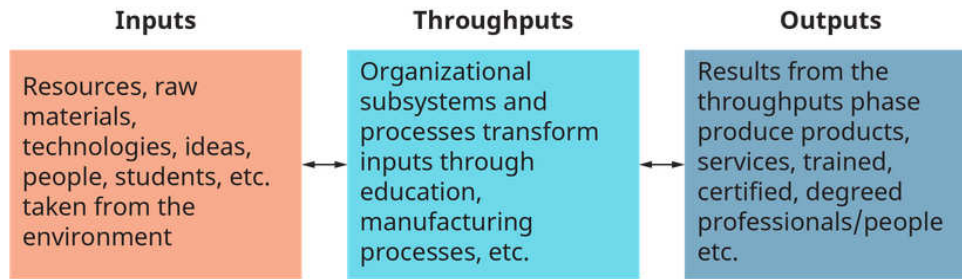 Inputs
Resources, raw
materials,
technologies, ideas,
people, students, etc.
taken from the
environment
Throughputs
Organizational
subsystems and
processes transform
inputs through
education,
manufacturing
processes, etc.
Outputs
Results from the
throughputs phase
produce products,
services, trained,
certified, degreed
professionals/people
etc.